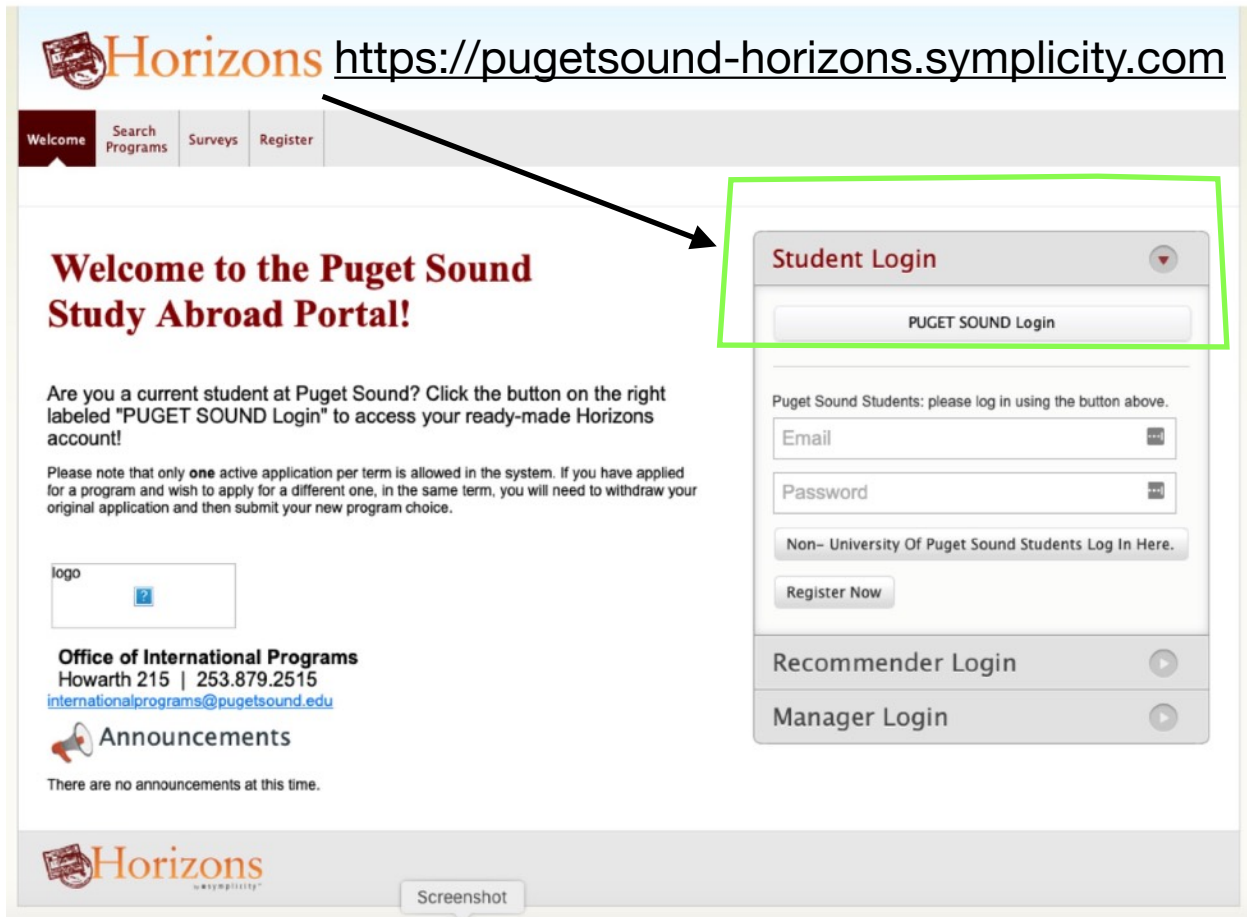 Horizons https://pugetsound-horizons.symplicity.com
Welcome
Search
Programs
Surveys
Register
Welcome to the Puget Sound
Study Abroad Portal!
Are you a current student at Puget Sound? Click the button on the right
labeled "PUGET SOUND Login" to access your ready-made Horizons
account!
Please note that only one active application per term is allowed in the system. If you have applied
for a program and wish to apply for a different one, in the same term, you will need to withdraw your
original application and then submit your new program choice.
logo
Office of International Programs
Howarth 215 | 253.879.2515
internationalprograms@pugetsound.edu
Announcements
There are no announcements at this time.
Student Login
PUGET SOUND Login
Puget Sound Students: please log in using the button above.
Email
Password
Non- University Of Puget Sound Students Log In Here.
Register Now
Recommender Login
Manager Login
Horizons
by symplicity
Screenshot